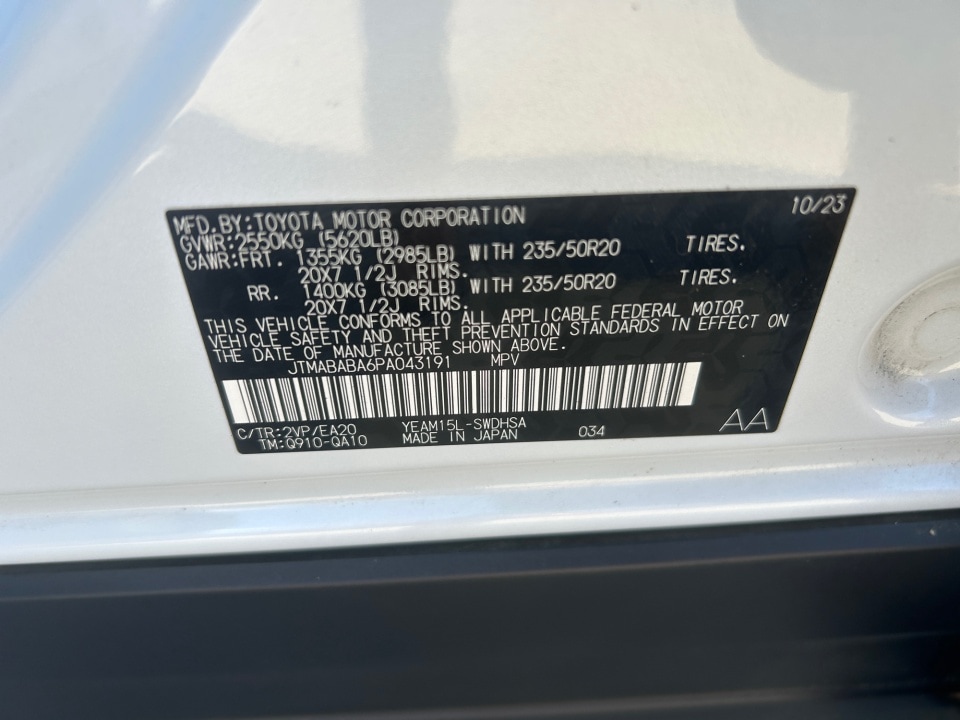 MFD.BY:TOYOTA MOTOR CORPORATION 10/23
GVWR:2550KG (5620LB)
GAWR:FRT. 1355KG (2985LB) WITH 235/50R20 TIRES.
20X7 1/2J RIMS.
RR. 1400KG (3085LB) WITH 235/50R20 TIRES.
20X7 1/2J RIMS.
THIS VEHICLE CONFORMS TO ALL APPLICABLE FEDERAL MOTOR
VEHICLE SAFETY AND THEFT PREVENTION STANDARDS IN EFFECT ON
THE DATE OF MANUFACTURE SHOWN ABOVE.
JTMABABA6PA043191 MPV
C/TR:2VP/EA20 YEAM15L-SWDHSA AA
TM:Q910-QA10 MADE IN JAPAN 034